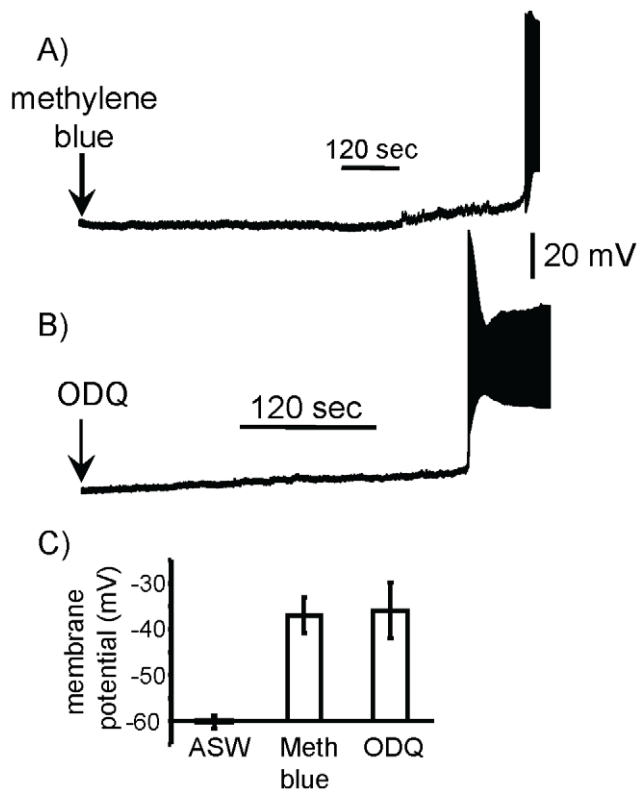 A)
methylene
blue
120 sec
20 mV
B)
ODQ
120 sec
C)
membrane
potential (mV)
-30
-40
-50
-60
ASW
Meth
blue
ODQ